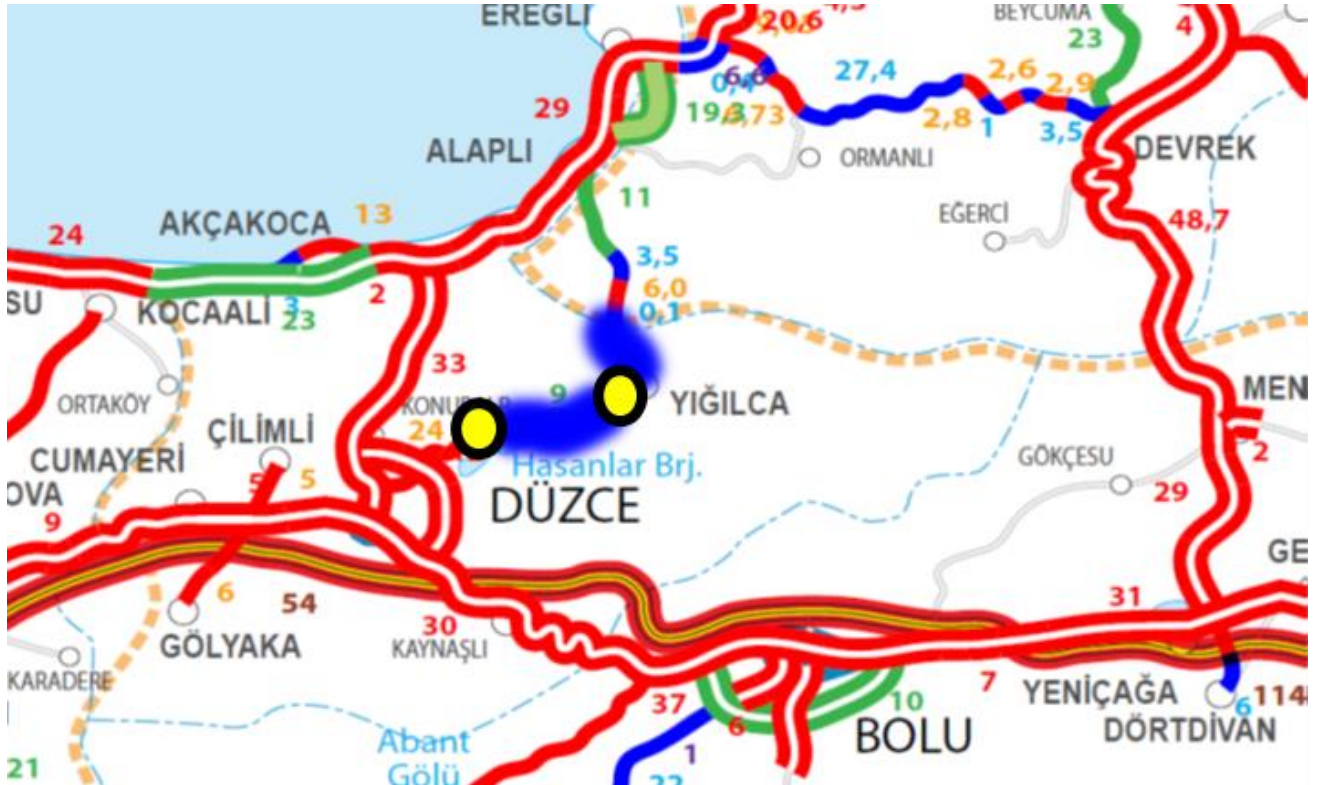 EREĞLİ
20,6
BEYCUMA
4
23
6,6
27,4
2,6
2,9
29
19,3
2,8
1
3,5
ALAPLI
ORMANLI
DEVREK
11
AKÇAKOCA
13
EĞERCİ
48,7
24
3,5
6,0
0,1
2
SU
KOCAALİ
3
23
33
9
KONURALP
YIĞILCA
MEN
ORTAKÖY
24
ÇİLİMLİ
2
CUMAYERİ
5
5
Hasanlar Brj.
GÖKÇESU
OVA
29
9
DÜZCE
GE
6
54
31
30
GÖLYAKA
KAYNAŞLI
KARADERE
7
YENİÇAĞA
37
10
6
114
6
DÖRTDİVAN
BOLU
Abant
Gölü
1
21
22